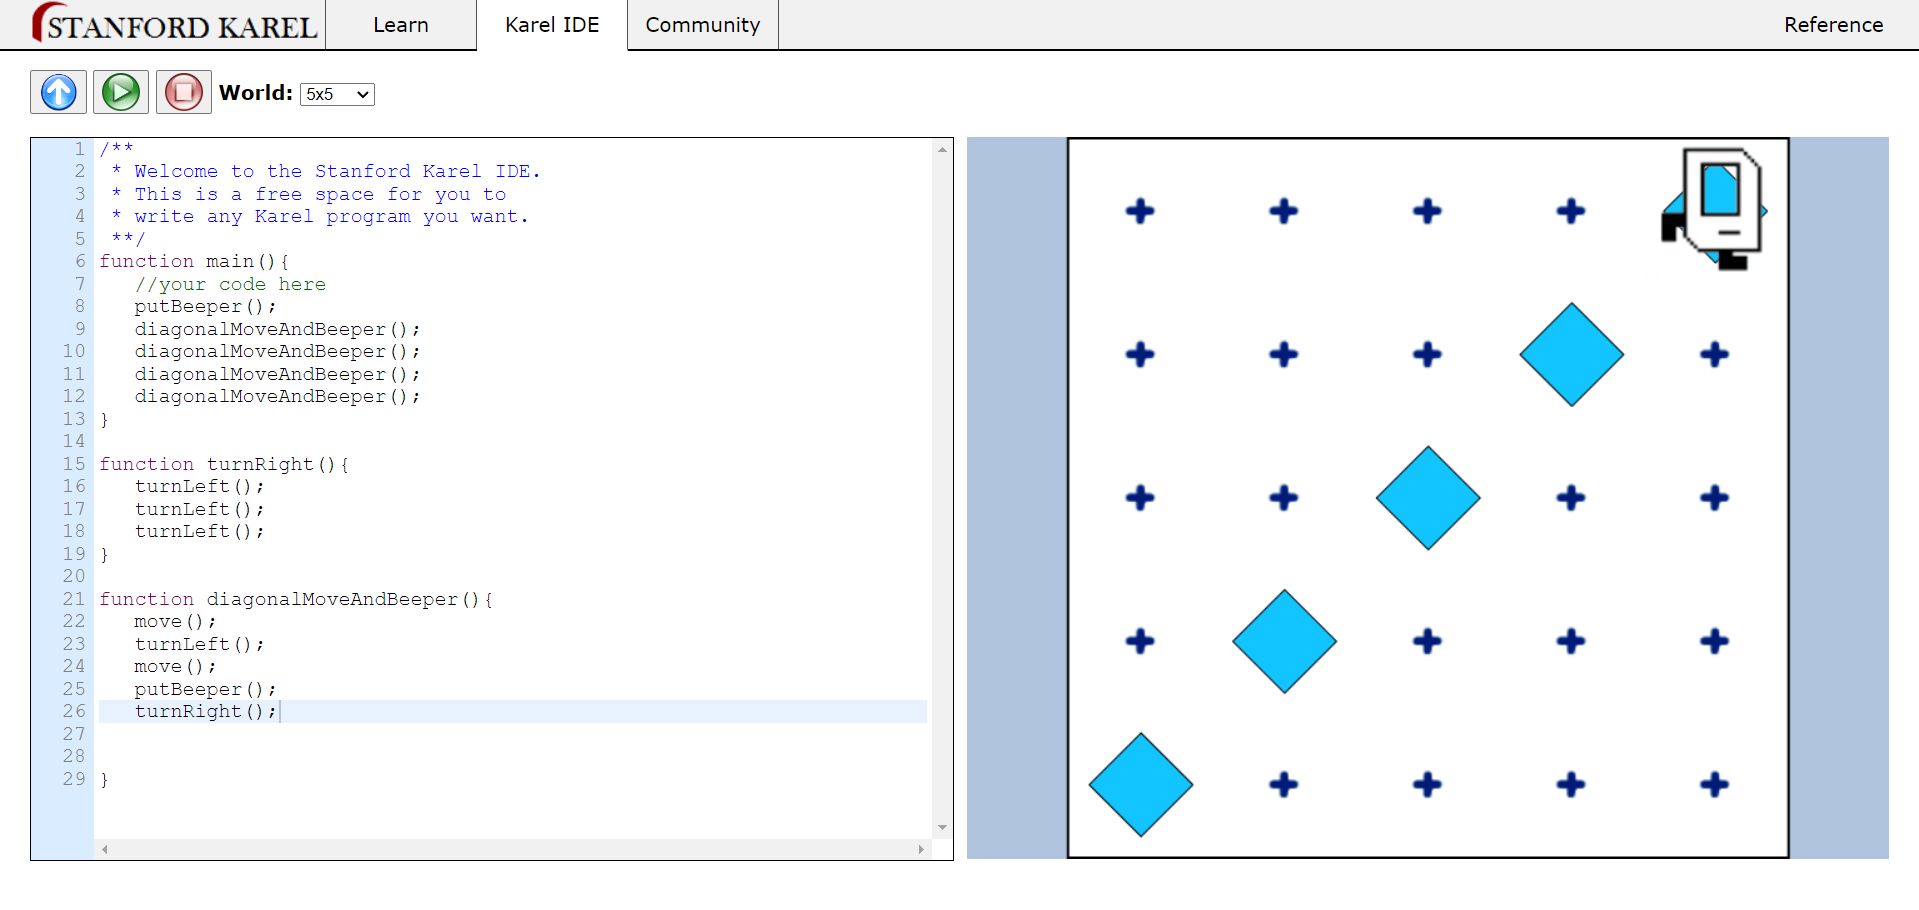 STANFORD KAREL
Learn
Karel IDE
Community
Reference
World: 5x5
1 /**
2  * Welcome to the Stanford Karel IDE.
3  * This is a free space for you to
4  * write any Karel program you want.
5  **/
6 function main(){
7    //your code here
8    putBeeper();
9    diagonalMoveAndBeeper();
10    diagonalMoveAndBeeper();
11    diagonalMoveAndBeeper();
12    diagonalMoveAndBeeper();
13 }
14
15 function turnRight(){
16    turnLeft();
17    turnLeft();
18    turnLeft();
19 }
20
21 function diagonalMoveAndBeeper(){
22    move();
23    turnLeft();
24    move();
25    putBeeper();
26    turnRight();
27
28
29 }